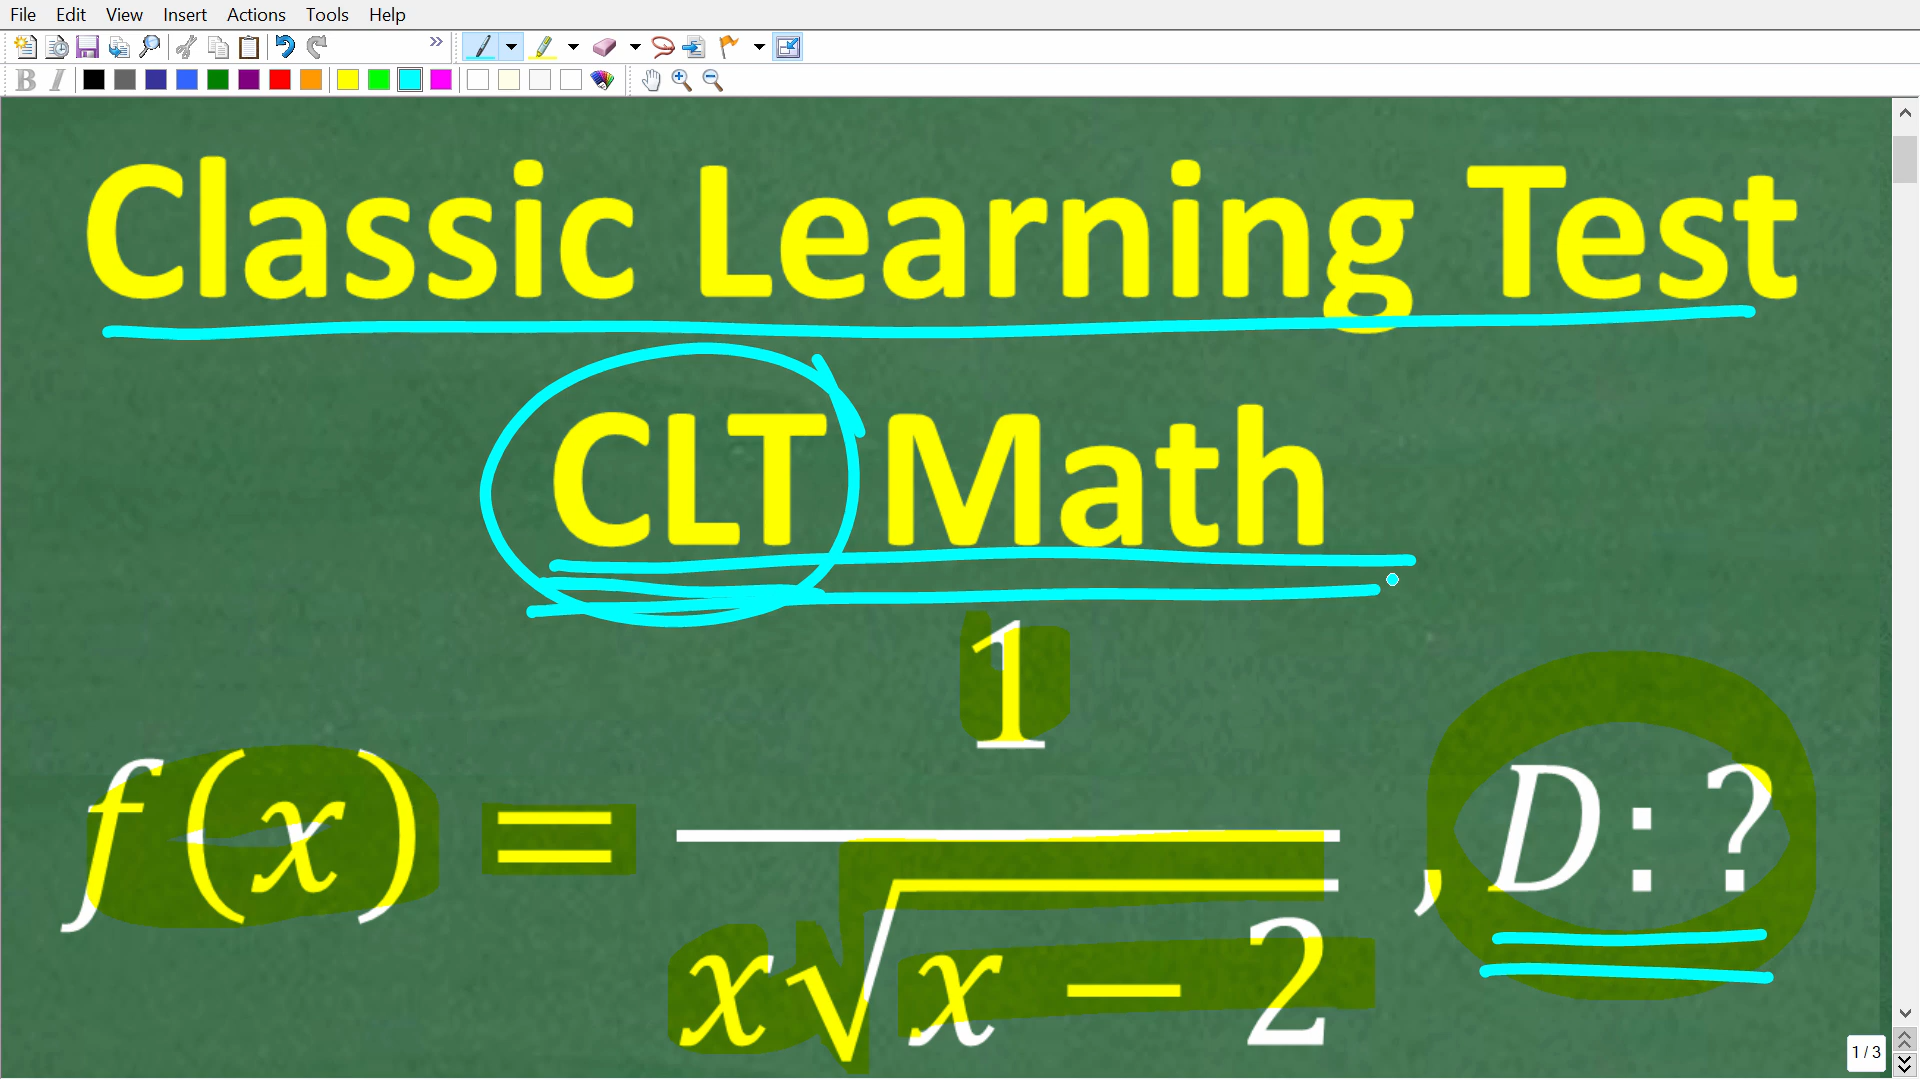 File Edit View Insert Actions Tools Help
B I
Classic Learning Test
CLT Math
f(x) = 1/x√x − 2, D: ?
1 / 3